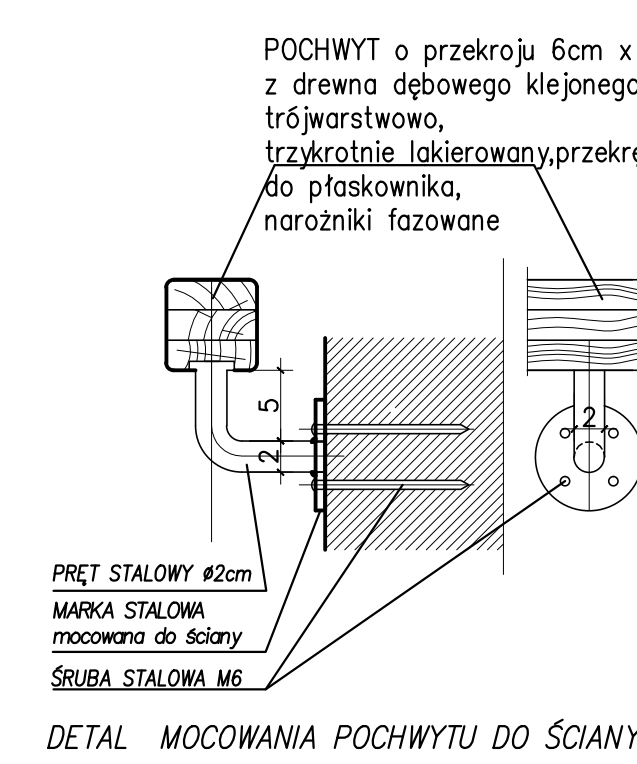 POCHWYT o przekroju 6cm x
z drewna dębowego klejonego
trójwarstwowo,
trzykrotnie lakierowany,przekrę
do płaskownika,
narożniki fazowane
5
2
2
PRĘT STALOWY ø2cm
MARKA STALOWA
mocowana do ściany
ŚRUBA STALOWA M6
DETAL MOCOWANIA POCHWYTU DO ŚCIANY